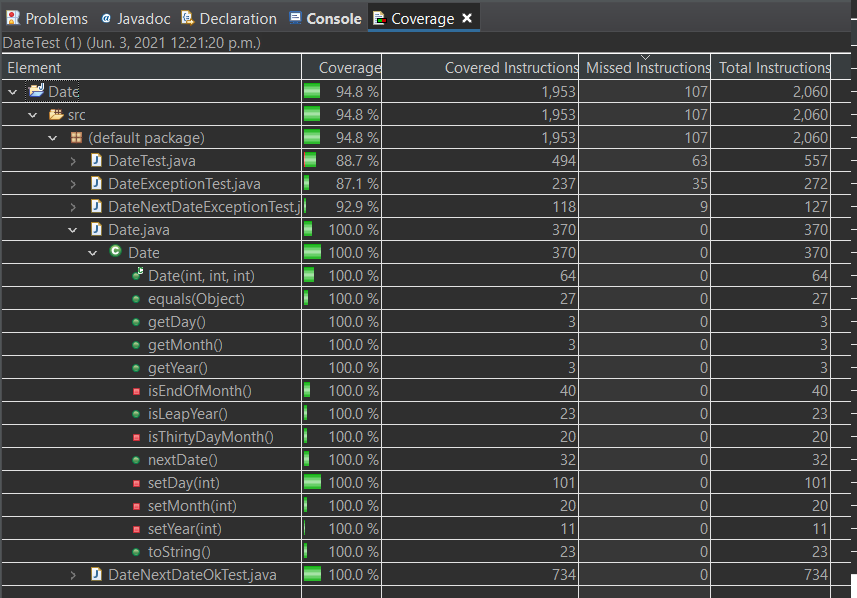 Problems Javadoc Declaration Console Coverage
DateTest (1) (Jun. 3, 2021 12:21:20 p.m.)
Element Coverage Covered Instructions Missed Instructions Total Instructions
Date 94.8 % 1,953 107 2,060
src 94.8 % 1,953 107 2,060
(default package) 94.8 % 1,953 107 2,060
DateTest.java 88.7 % 494 63 557
DateExceptionTest.java 87.1 % 237 35 272
DateNextDateExceptionTest.j 92.9 % 118 9 127
Date.java 100.0 % 370 0 370
Date 100.0 % 370 0 370
Date(int, int, int) 100.0 % 64 0 64
equals(Object) 100.0 % 27 0 27
getDay() 100.0 % 3 0 3
getMonth() 100.0 % 3 0 3
getYear() 100.0 % 3 0 3
isEndOfMonth() 100.0 % 40 0 40
isLeapYear() 100.0 % 23 0 23
isThirtyDayMonth() 100.0 % 20 0 20
nextDate() 100.0 % 32 0 32
setDay(int) 100.0 % 101 0 101
setMonth(int) 100.0 % 20 0 20
setYear(int) 100.0 % 11 0 11
toString() 100.0 % 23 0 23
DateNextDateOkTest.java 100.0 % 734 0 734